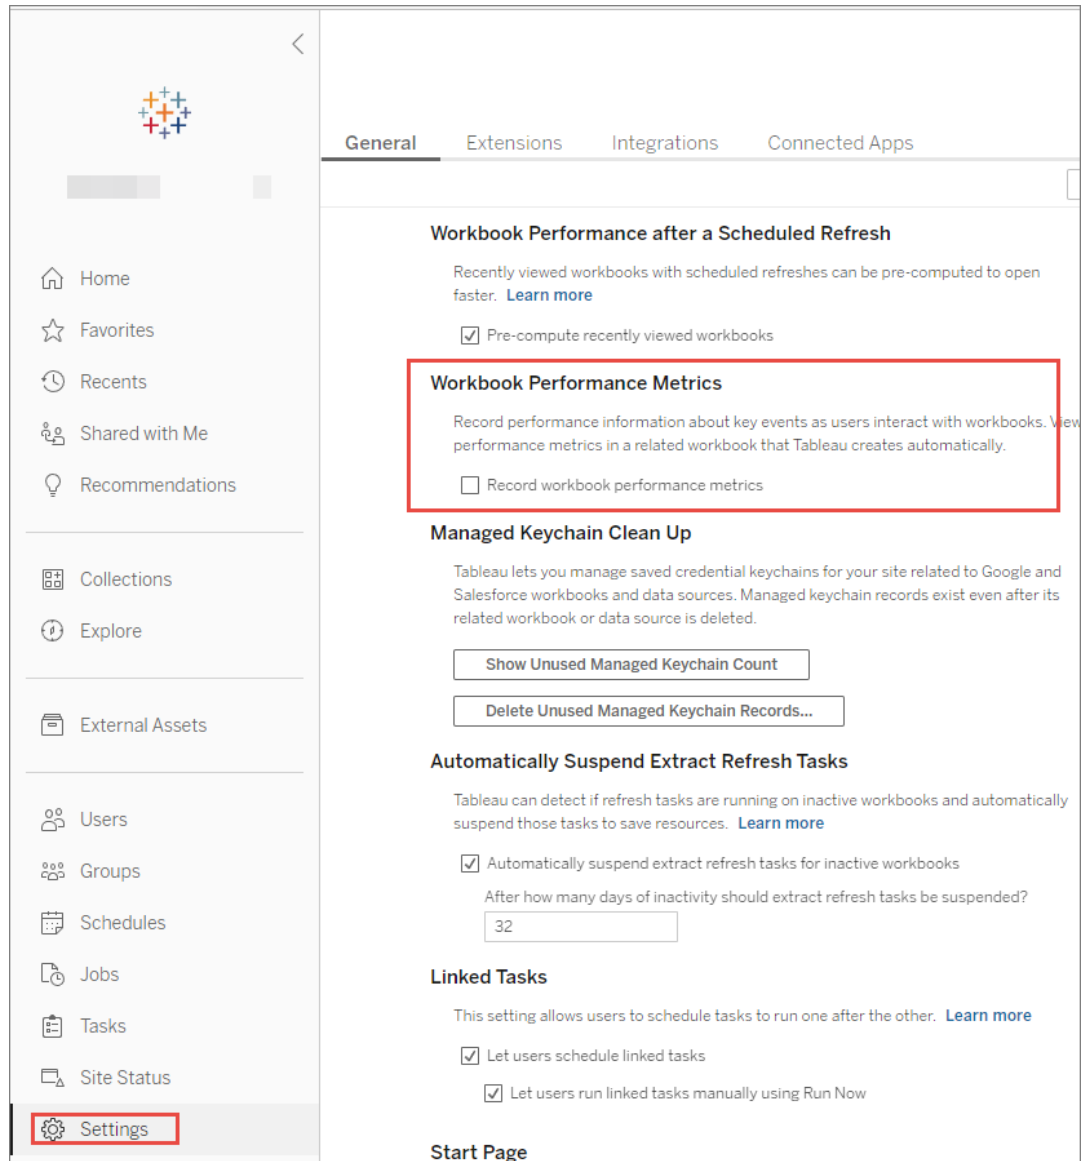 General
Extensions
Integrations
Connected Apps
Home
Favorites
Recents
Shared with Me
Recommendations
Collections
Explore
External Assets
Users
Groups
Schedules
Jobs
Tasks
Site Status
Settings
Workbook Performance after a Scheduled Refresh
Recently viewed workbooks with scheduled refreshes can be pre-computed to open
faster. Learn more
Pre-compute recently viewed workbooks
Workbook Performance Metrics
Record performance information about key events as users interact with workbooks. View
performance metrics in a related workbook that Tableau creates automatically.
Record workbook performance metrics
Managed Keychain Clean Up
Tableau lets you manage saved credential keychains for your site related to Google and
Salesforce workbooks and data sources. Managed keychain records exist even after its
related workbook or data source is deleted.
Show Unused Managed Keychain Count
Delete Unused Managed Keychain Records...
Automatically Suspend Extract Refresh Tasks
Tableau can detect if refresh tasks are running on inactive workbooks and automatically
suspend those tasks to save resources. Learn more
Automatically suspend extract refresh tasks for inactive workbooks
After how many days of inactivity should extract refresh tasks be suspended?
32
Linked Tasks
This setting allows users to schedule tasks to run one after the other. Learn more
Let users schedule linked tasks
Let users run linked tasks manually using Run Now
Start Page